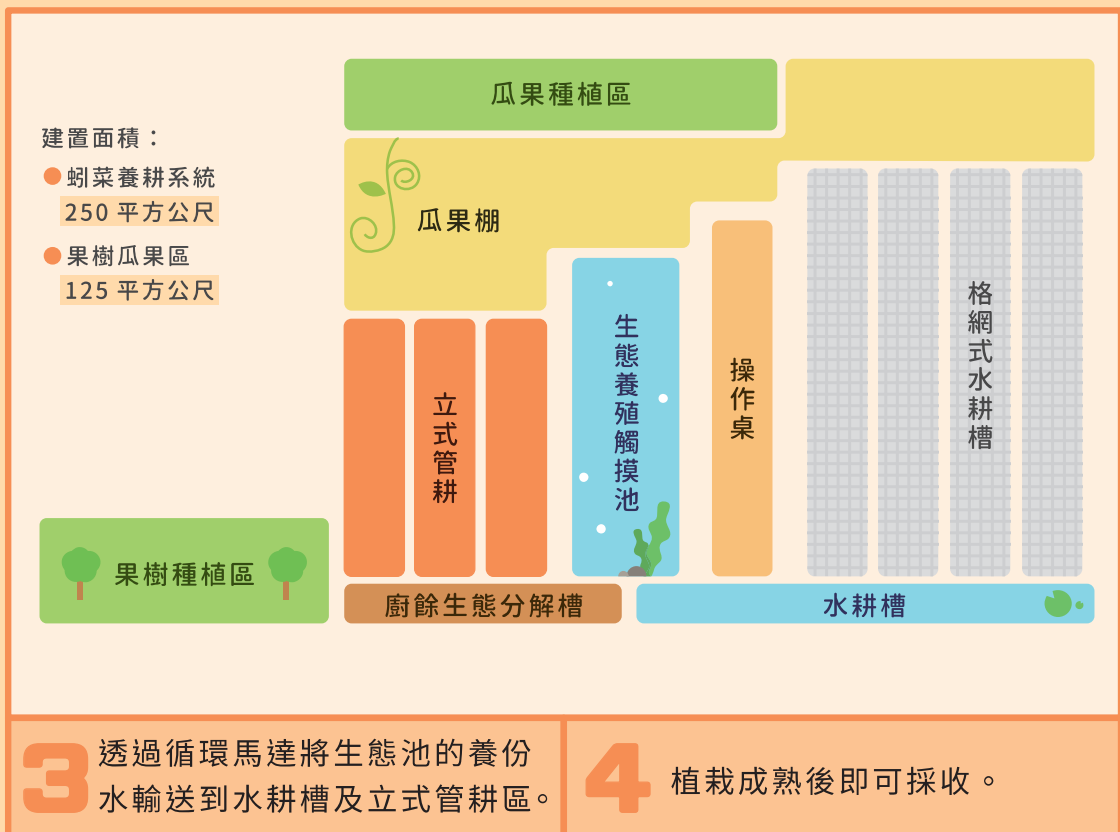 建置面積：
蚓菜養耕系統
250 平方公尺
果樹瓜果區
125 平方公尺
瓜果種植區
瓜果棚
立式管耕
生態養殖觸摸池
操作桌
格網式水耕槽
果樹種植區
廚餘生態分解槽
水耕槽
3
透過循環馬達將生態池的養份
水輸送到水耕槽及立式管耕區。
4
植栽成熟後即可採收。